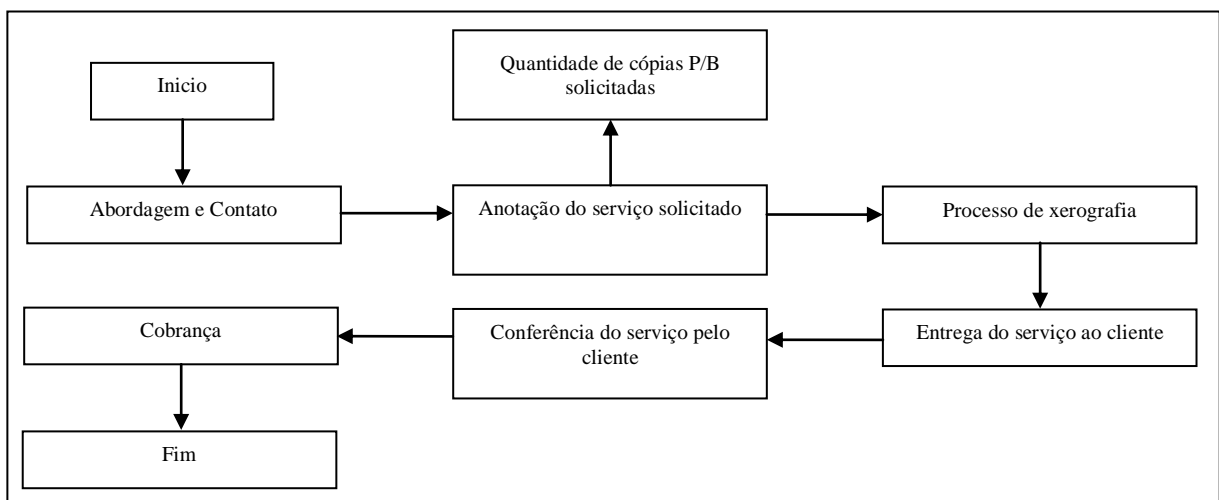 Inicio
Quantidade de cópias P/B
solicitadas
Abordagem e Contato
Anotação do serviço solicitado
Processo de xerografia
Cobrança
Conferência do serviço pelo
cliente
Entrega do serviço ao cliente
Fim